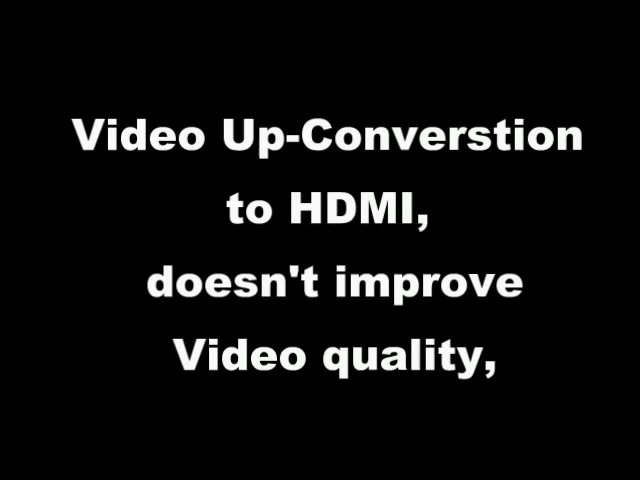 Video Up-Converstion
to HDMI,
doesn't improve
Video quality,